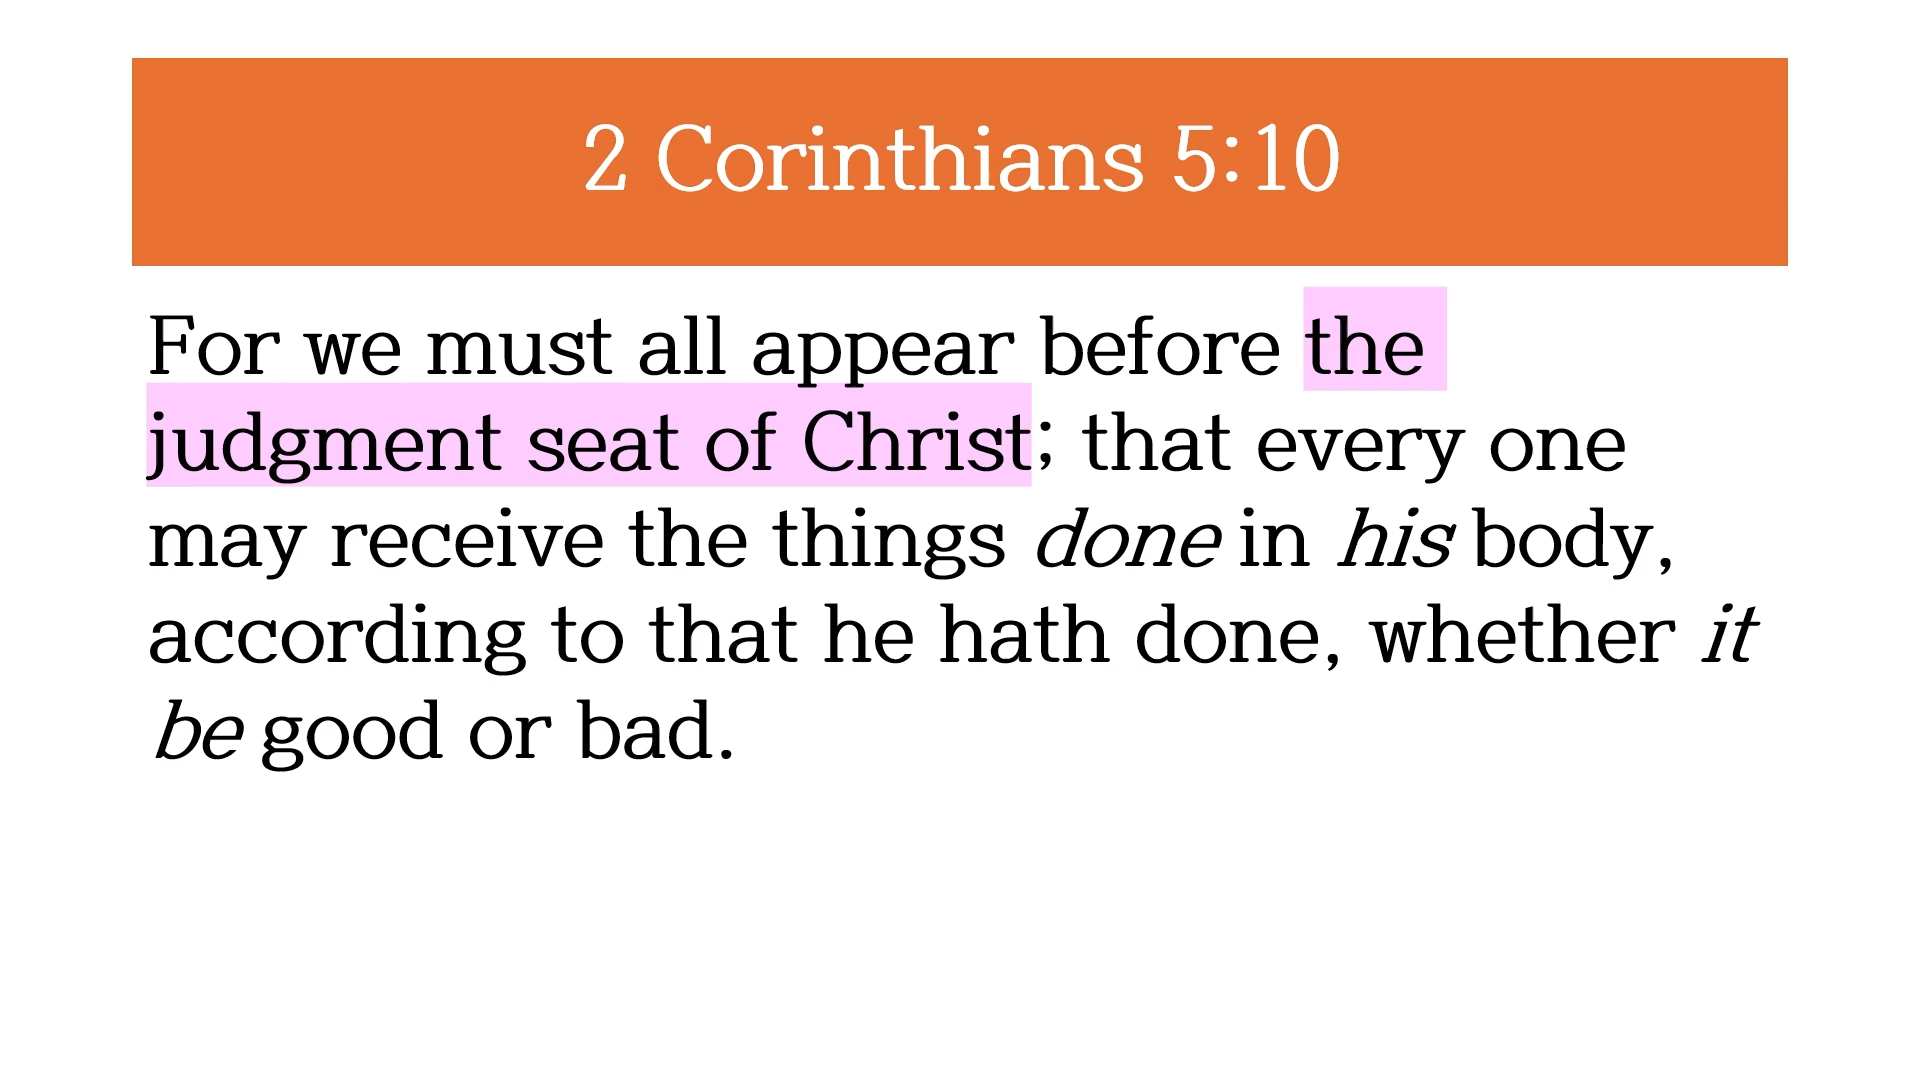 2 Corinthians 5:10
For we must all appear before the
judgment seat of Christ; that every one
may receive the things done in his body,
according to that he hath done, whether it
be good or bad.